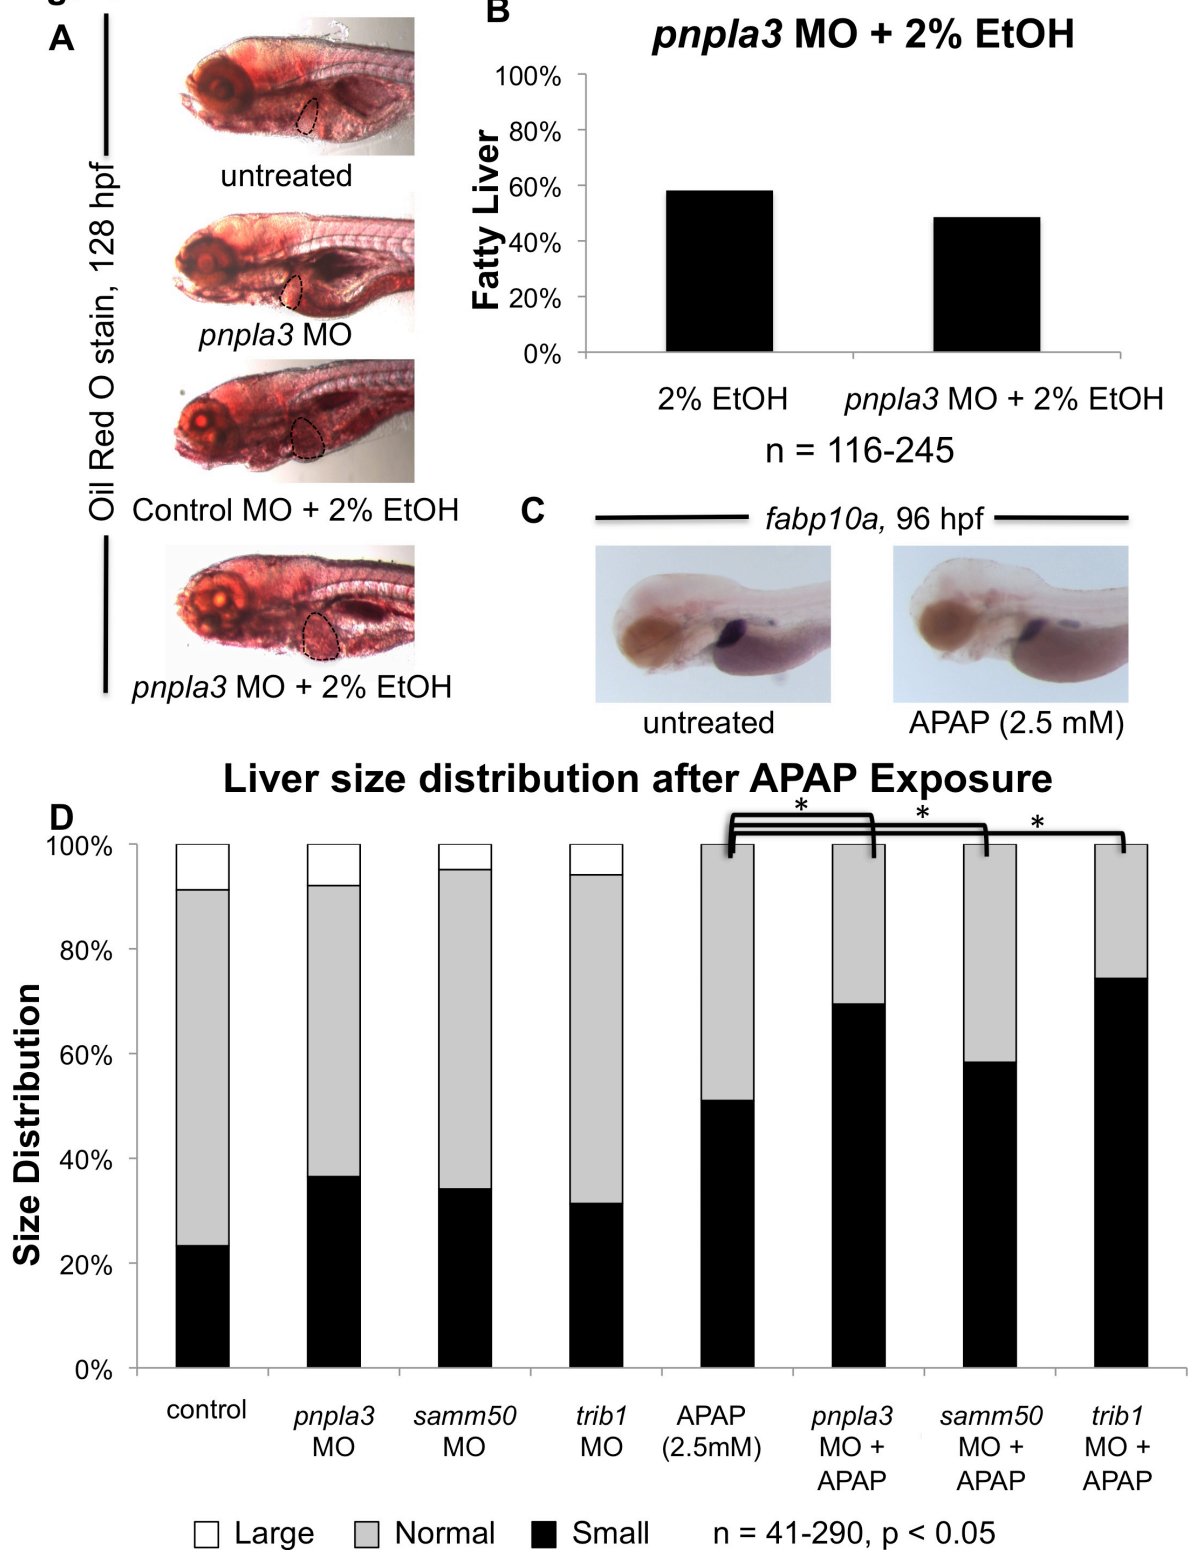 A
Oil Red O stain, 128 hpf
untreated
pnpla3 MO
Control MO + 2% EtOH
pnpla3 MO + 2% EtOH
B
pnpla3 MO + 2% EtOH
Fatty Liver
100%
80%
60%
40%
20%
0%
2% EtOH
pnpla3 MO + 2% EtOH
n = 116-245
C
fabp10a, 96 hpf
untreated
APAP (2.5 mM)
Liver size distribution after APAP Exposure
D
* * *
Size Distribution
100%
80%
60%
40%
20%
0%
control
pnpla3
MO
samm50
MO
trib1
MO
APAP
(2.5mM)
pnpla3
MO +
APAP
samm50
MO +
APAP
trib1
MO +
APAP
Large Normal Small n = 41-290, p < 0.05